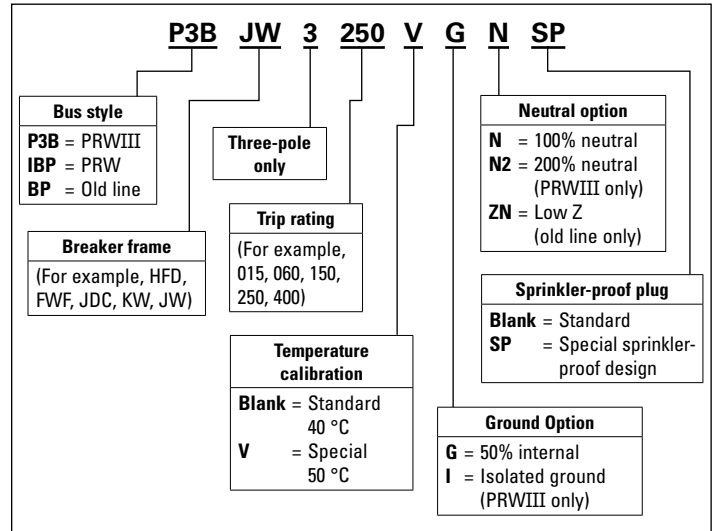 P3B JW 3 250 V G N SP
Bus style
P3B = PRWIII
IBP = PRW
BP = Old line
Breaker frame
(For example, HFD,
FWF, JDC, KW, JW)
Three-pole
only
Trip rating
(For example,
015, 060, 150,
250, 400)
Temperature
calibration
Blank = Standard
40 °C
V = Special
50 °C
Neutral option
N = 100% neutral
N2 = 200% neutral
(PRWIII only)
ZN = Low Z
(old line only)
Sprinkler-proof plug
Blank = Standard
SP = Special sprinkler-
proof design
Ground Option
G = 50% internal
I = Isolated ground
(PRWIII only)